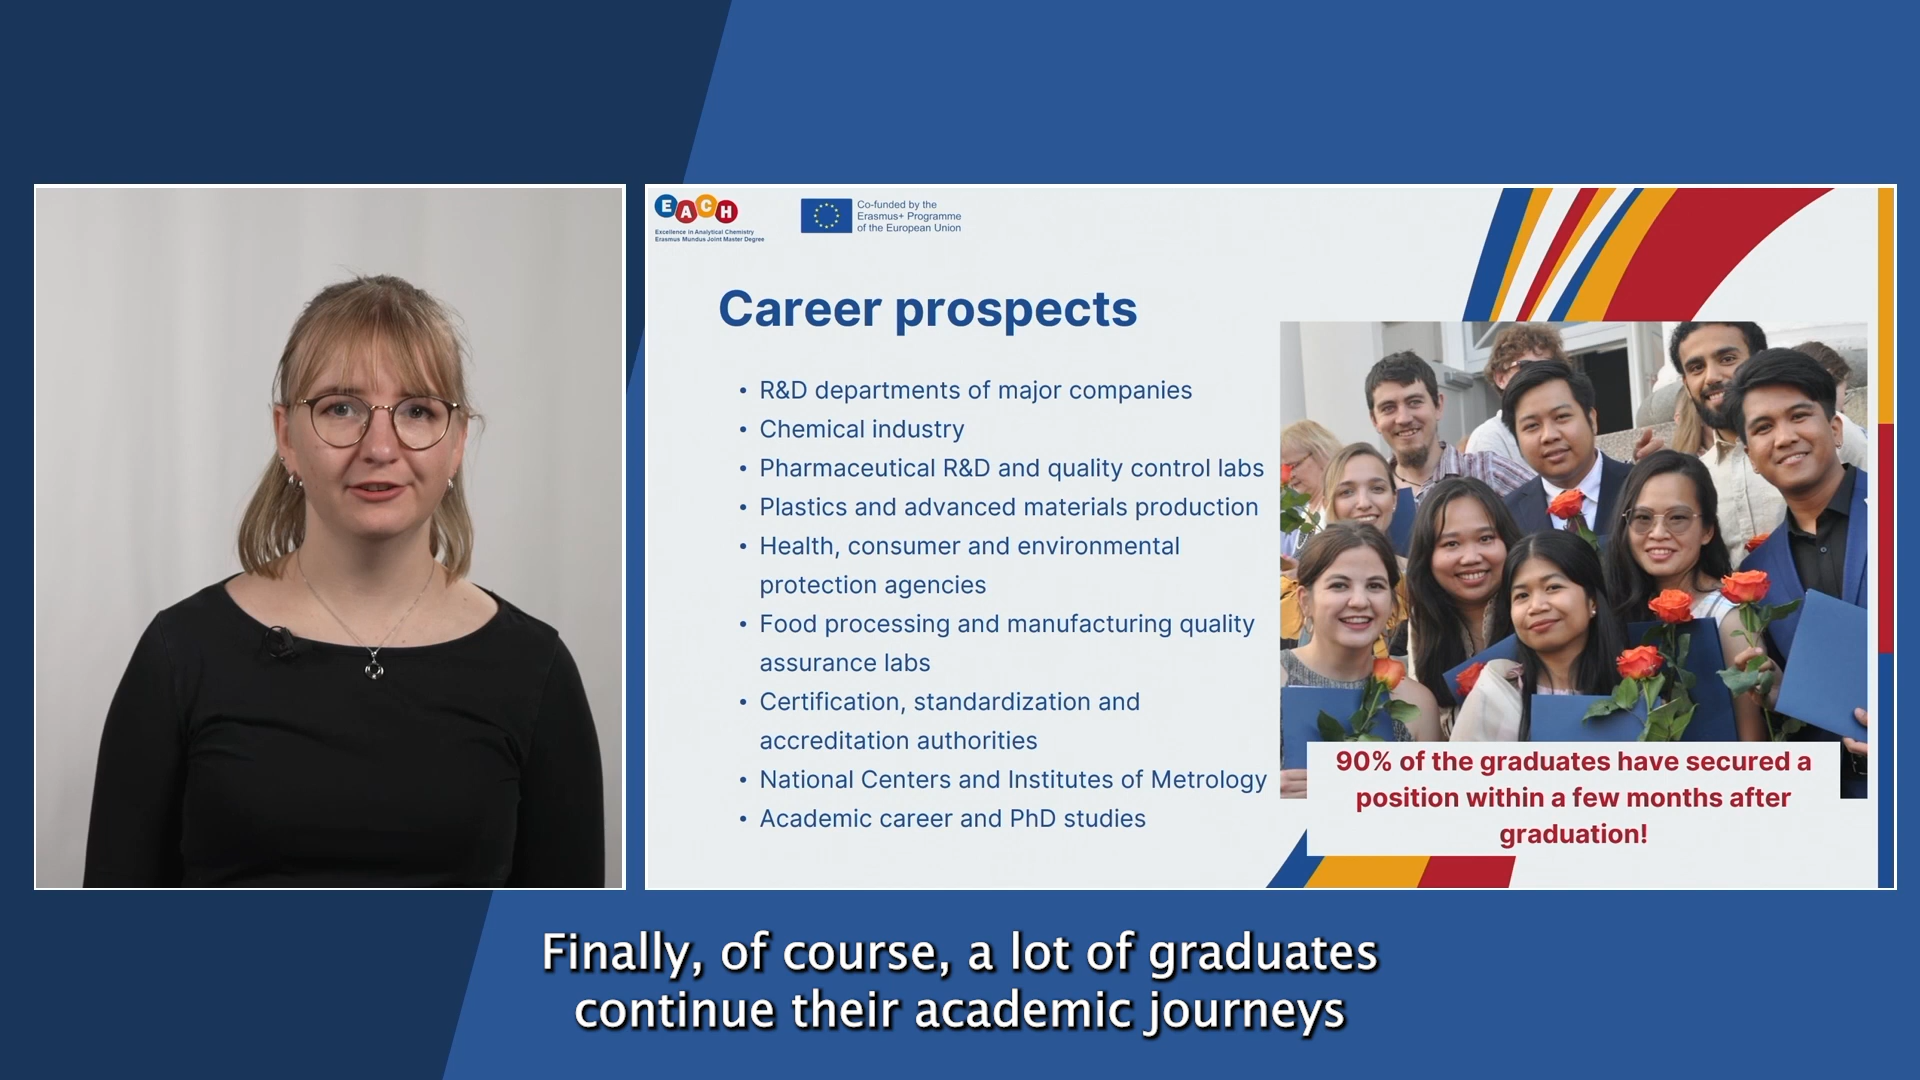 EACH
Excellence in Analytical Chemistry
Erasmus Mundus Joint Master Degree
Co-funded by the
Erasmus+ Programme
of the European Union
Career prospects
• R&D departments of major companies
• Chemical industry
• Pharmaceutical R&D and quality control labs
• Plastics and advanced materials production
• Health, consumer and environmental
protection agencies
• Food processing and manufacturing quality
assurance labs
• Certification, standardization and
accreditation authorities
• National Centers and Institutes of Metrology
• Academic career and PhD studies
90% of the graduates have secured a
position within a few months after
graduation!
Finally, of course, a lot of graduates
continue their academic journeys